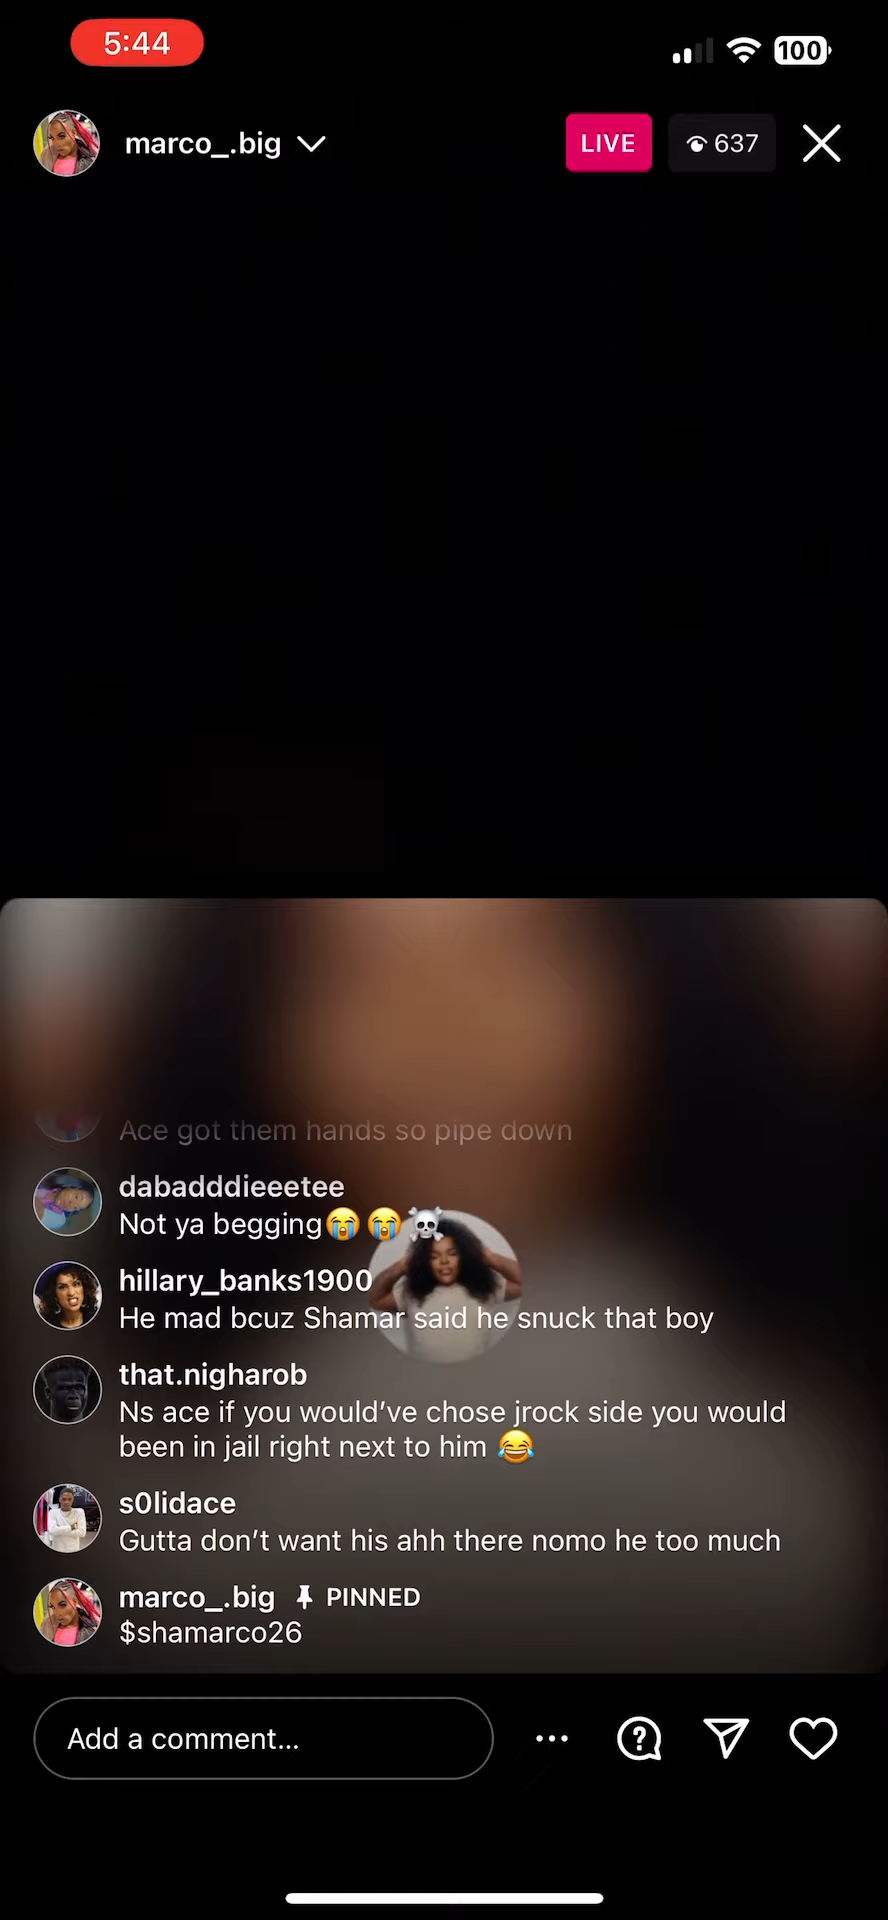 5:44
100
marco_.big
LIVE
637
Ace got them hands so pipe down
dabadddieeetee
Not ya begging😭😭☠️
hillary_banks1900
He mad bcuz Shamar said he snuck that boy
that.nigharob
Ns ace if you would’ve chose jrock side you would
been in jail right next to him 😂
s0lidace
Gutta don’t want his ahh there nomo he too much
marco_.big PINNED
$shamarco26
Add a comment...